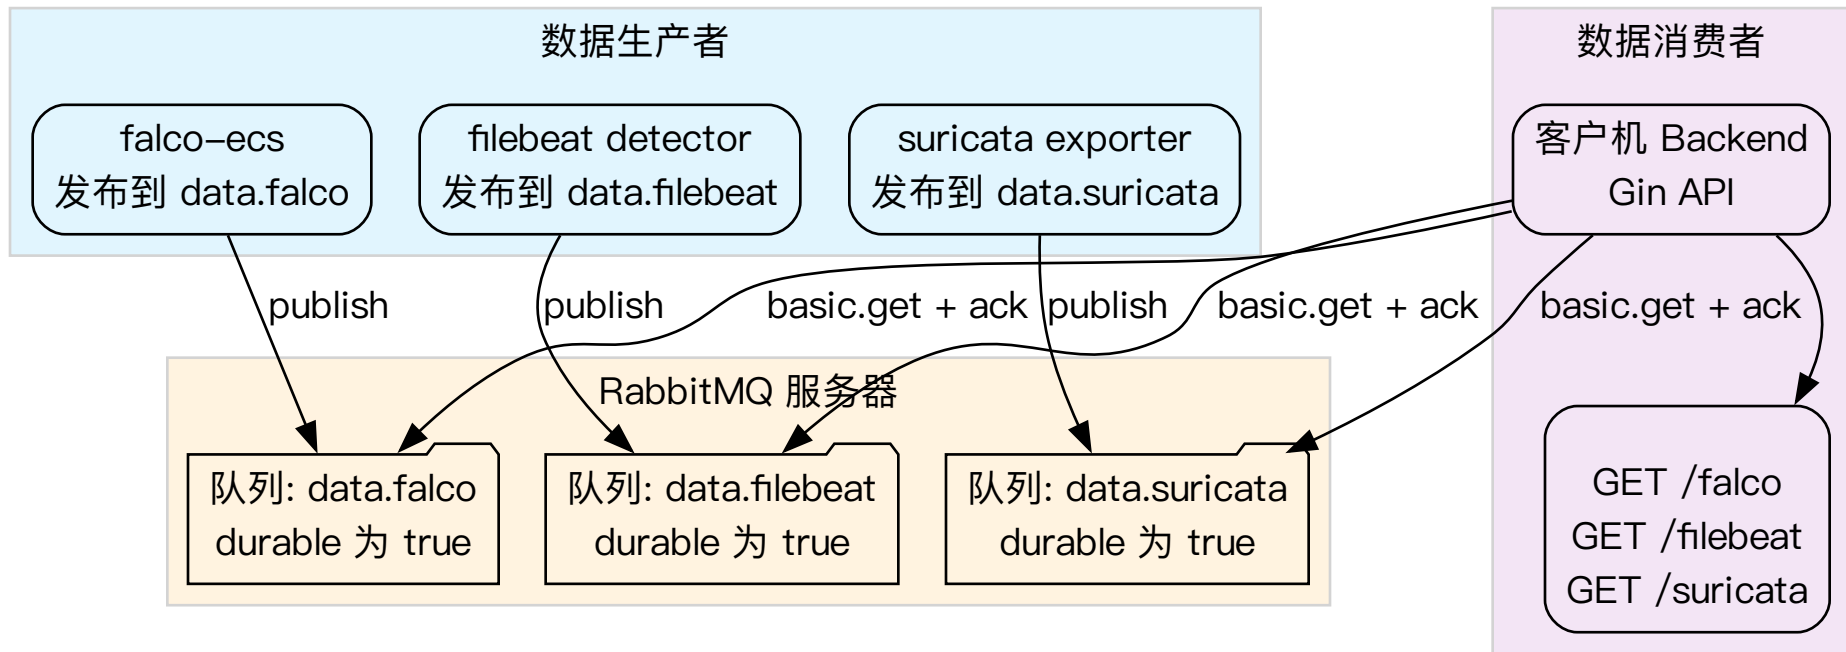 数据生产者
数据消费者
falco-ecs
发布到 data.falco
filebeat detector
发布到 data.filebeat
suricata exporter
发布到 data.suricata
客户机 Backend
Gin API
publish
publish
basic.get + ack
publish
basic.get + ack
basic.get + ack
RabbitMQ 服务器
队列: data.falco
durable 为 true
队列: data.filebeat
durable 为 true
队列: data.suricata
durable 为 true
GET /falco
GET /filebeat
GET /suricata